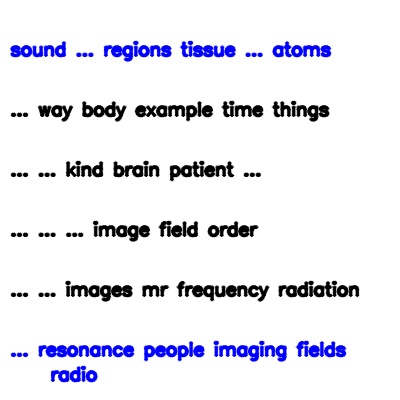 sound ... regions tissue ... atoms
... way body example time things
... ... kind brain patient ...
... ... ... image field order
... ... images mr frequency radiation
... resonance people imaging fields
radio